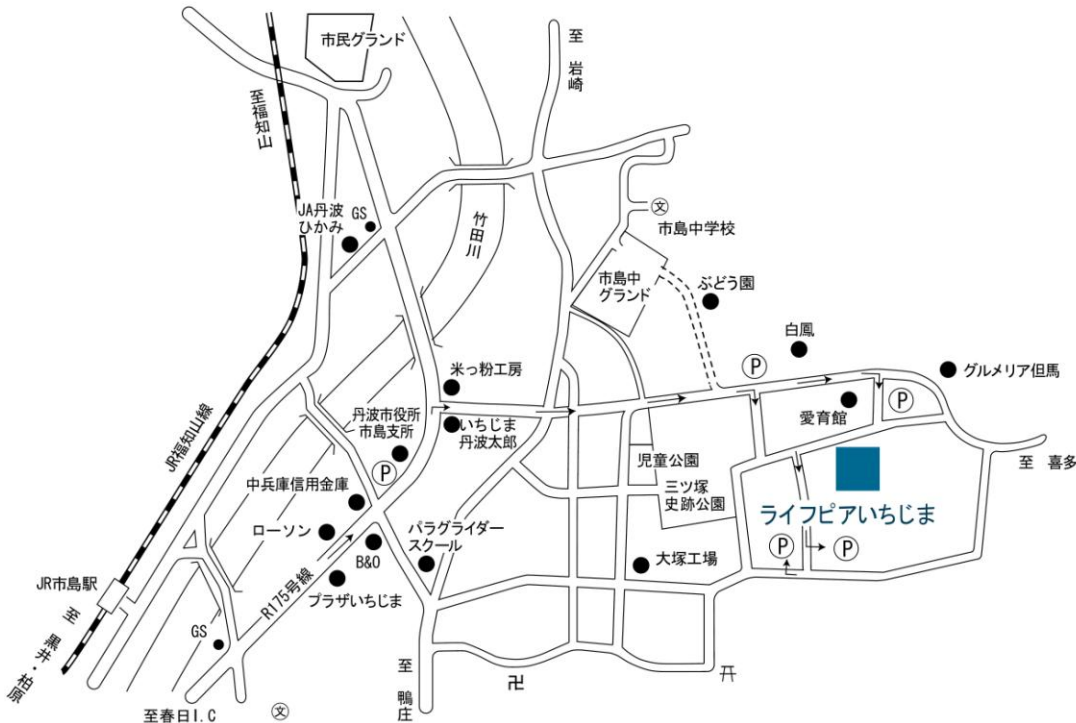 市民グランド
至 岩崎
至福知山
JA丹波
ひかみ
GS
竹田川
文
市島中学校
市島中
グランド
ぶどう園
白鳳
P
グルメリア但馬
米っ粉工房
愛育館
P
JR福知山線
丹波市役所
市島支所
いちじま
丹波太郎
至 喜多
P
児童公園
中兵庫信用金庫
三ツ塚
史跡公園
ライフピアいちじま
ローソン
パラグライダー
スクール
B&O
P
P
大塚工場
R175号線
プラザいちじま
JR市島駅
至 黒井・柏原
GS
至 鴨庄
卍
至春日I.C
文